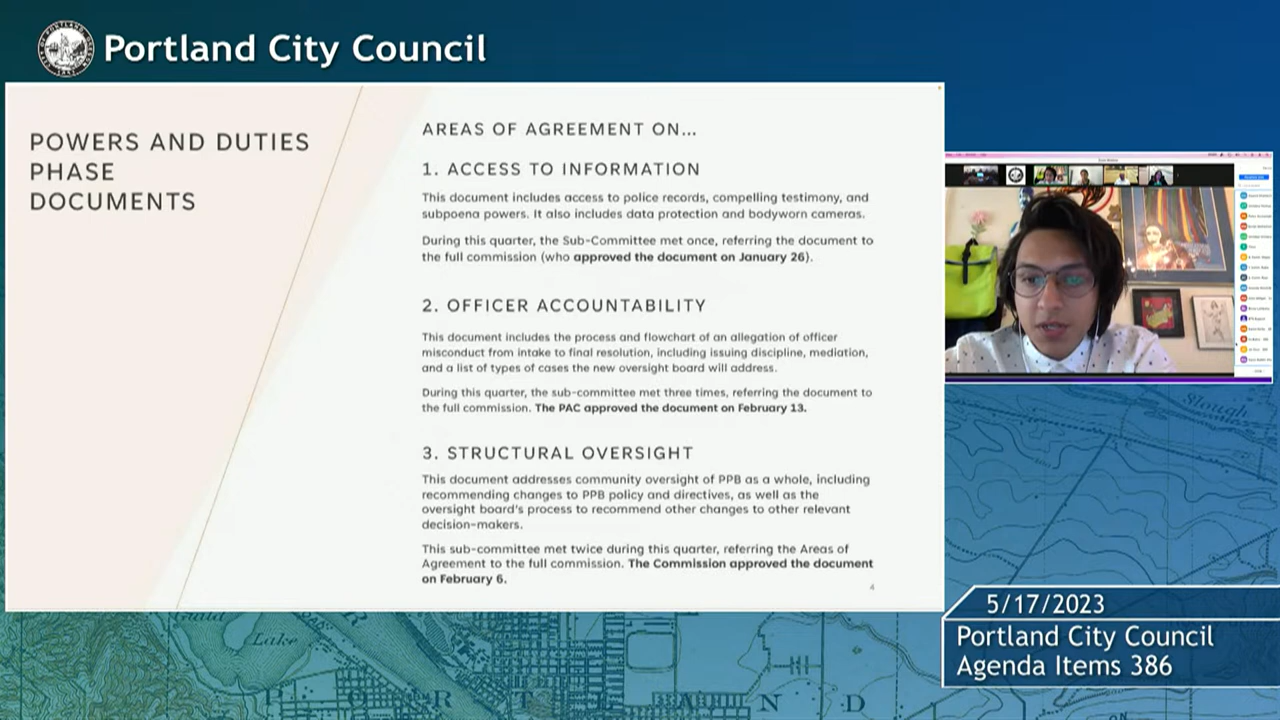 Portland City Council
POWERS AND DUTIES
PHASE
DOCUMENTS
AREAS OF AGREEMENT ON...
1. ACCESS TO INFORMATION
This document includes access to police records, compelling testimony, and
subpoena powers. It also includes data protection and bodyworn cameras.
During this quarter, the Sub-Committee met once, referring the document to
the full commission (who approved the document on January 26).
2. OFFICER ACCOUNTABILITY
This document includes the process and flowchart of an allegation of officer
misconduct from intake to final resolution, including issuing discipline, mediation,
and a list of types of cases the new oversight board will address.
During this quarter, the sub-committee met three times, referring the document to
the full commission. The PAC approved the document on February 13.
3. STRUCTURAL OVERSIGHT
This document addresses community oversight of PPB as a whole, including
recommending changes to PPB policy and directives, as well as the
oversight board's process to recommend other changes to other relevant
decision-makers.
This sub-committee met twice during this quarter, referring the Areas of
Agreement to the full commission. The Commission approved the document
on February 6.
4
5/17/2023
Portland City Council
Agenda Items 386
Slough
Guild
Lake
R T L A N D